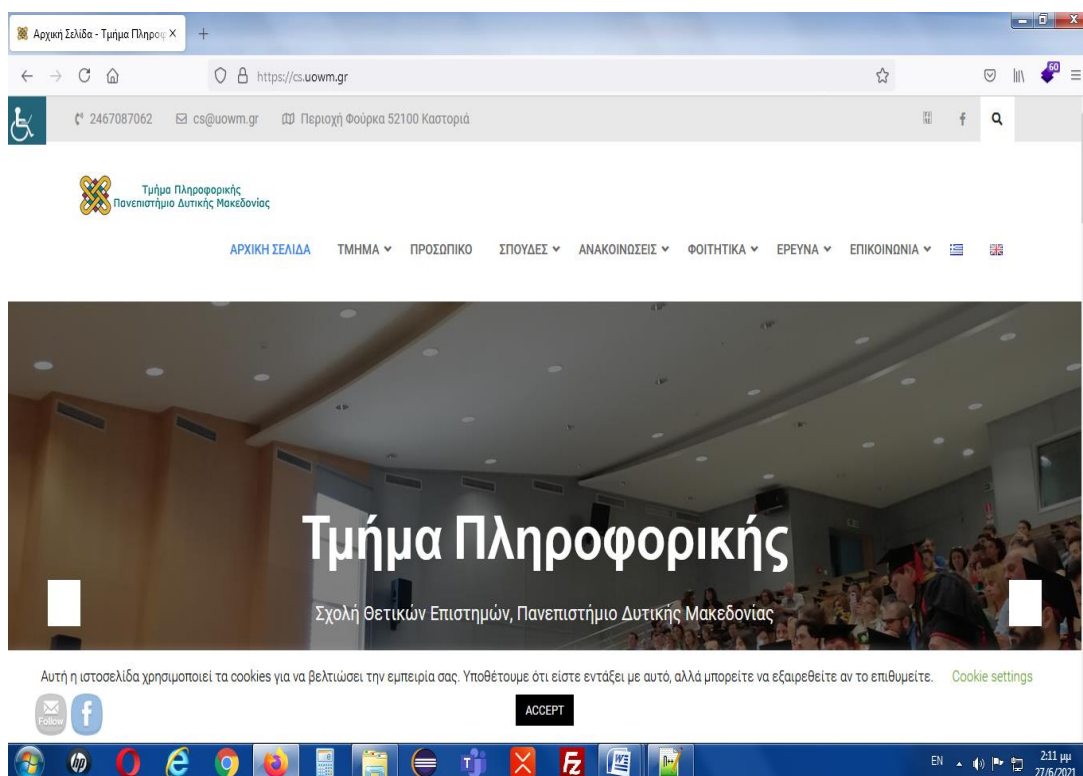 Αρχική Σελίδα - Τμήμα Πληροφ
https://cs.uowm.gr
60
2467087062 cs@uowm.gr Περιοχή Φούρκα 52100 Καστοριά
Τμήμα Πληροφορικής
Πανεπιστήμιο Δυτικής Μακεδονίας
ΑΡΧΙΚΗ ΣΕΛΙΔΑ ΤΜΗΜΑ ΠΡΟΣΩΠΙΚΟ ΣΠΟΥΔΕΣ ΑΝΑΚΟΙΝΩΣΕΙΣ ΦΟΙΤΗΤΙΚΑ ΕΡΕΥΝΑ ΕΠΙΚΟΙΝΩΝΙΑ
Τμήμα Πληροφορικής
Σχολή Θετικών Επιστημών, Πανεπιστήμιο Δυτικής Μακεδονίας
Αυτή η ιστοσελίδα χρησιμοποιεί τα cookies για να βελτιώσει την εμπειρία σας. Υποθέτουμε ότι είστε εντάξει με αυτό, αλλά μπορείτε να εξαιρεθείτε αν το επιθυμείτε. Cookie settings
ACCEPT
Follow
EN 2:11 μμ
27/6/2021